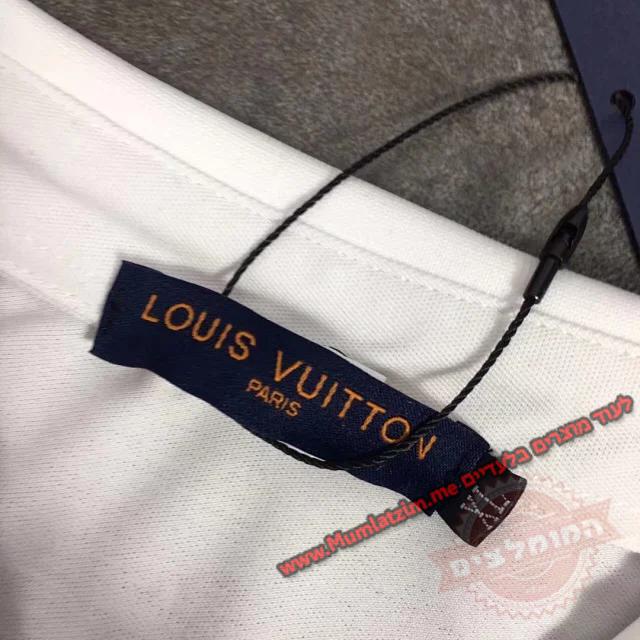 LOUIS VUITTON
PARIS
לעוד מוצרים בלעדיים-www.Mumlatzim.me
המומלצים